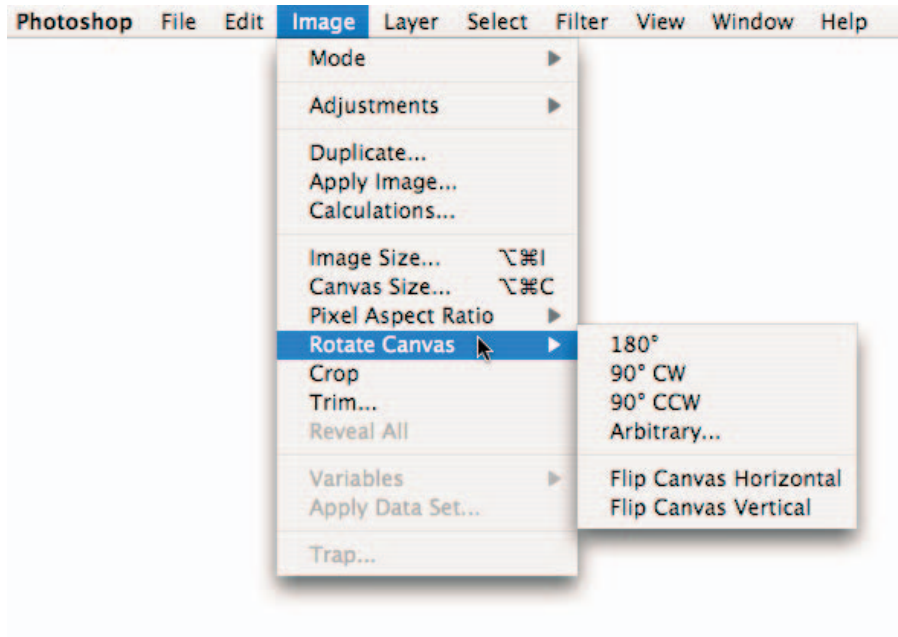 Photoshop File Edit Image Layer Select Filter View Window Help
Mode
Adjustments
Duplicate...
Apply Image...
Calculations...
Image Size... ⌥⌘I
Canvas Size... ⌥⌘C
Pixel Aspect Ratio
Rotate Canvas
Crop
Trim...
Reveal All
Variables
Apply Data Set...
Trap...
180°
90° CW
90° CCW
Arbitrary...
Flip Canvas Horizontal
Flip Canvas Vertical